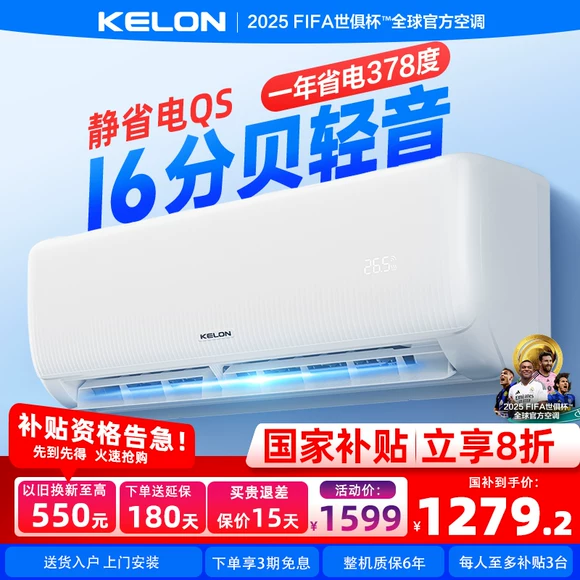 KELON | 2025 FIFA世俱杯™全球官方空调
静省电QS
一年省电378度
16分贝轻音
26.5
KELON
2025 FIFA世俱杯™
全球官方空调
补贴资格告急!
先到先得 火速抢购
国家补贴 立享8折
以旧换新至高
550元
下单送延保
180天
买贵退差
保价15天
活动价:
¥1599
国补到手价:
¥1279.2
送货入户 上门安装
下单享3期免息
整机质保6年
每人至多补贴3台